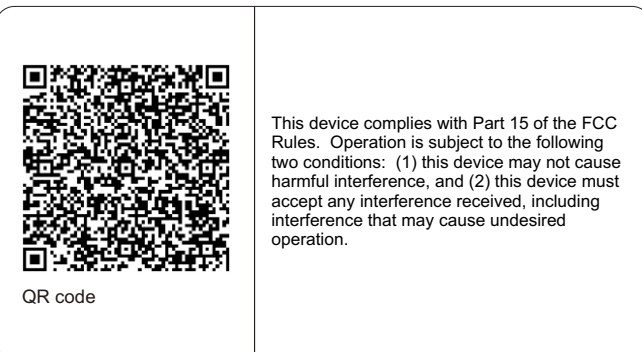 QR code
This device complies with Part 15 of the FCC
Rules.  Operation is subject to the following
two conditions:  (1) this device may not cause
harmful interference, and (2) this device must
accept any interference received, including
interference that may cause undesired
operation.